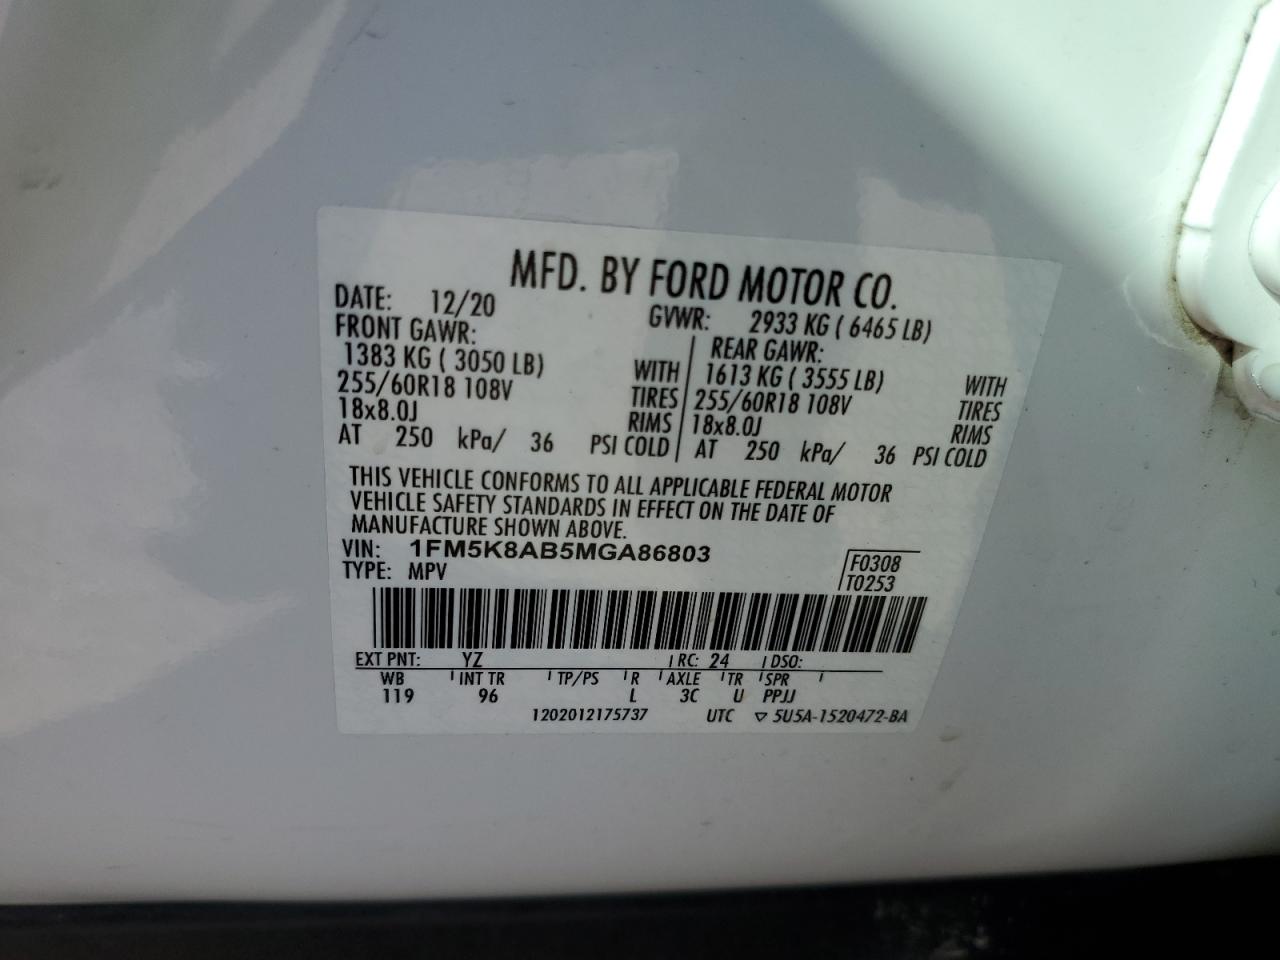 MFD. BY FORD MOTOR CO.
DATE: 12/20 GVWR: 2933 KG ( 6465 LB)
FRONT GAWR: REAR GAWR:
1383 KG ( 3050 LB) WITH 1613 KG ( 3555 LB) WITH
255/60R18 108V TIRES 255/60R18 108V TIRES
18x8.0J RIMS 18x8.0J RIMS
AT 250 kPa/ 36 PSI COLD AT 250 kPa/ 36 PSI COLD
THIS VEHICLE CONFORMS TO ALL APPLICABLE FEDERAL MOTOR
VEHICLE SAFETY STANDARDS IN EFFECT ON THE DATE OF
MANUFACTURE SHOWN ABOVE.
VIN: 1FM5K8AB5MGA86803 F0308
TYPE: MPV T0253
EXT PNT: YZ RC: 24 DSO:
WB INT TR TP/PS R AXLE TR SPR
119 96 L 3C U PPJJ
1202012175737 UTC ▽ 5U5A-1520472-BA